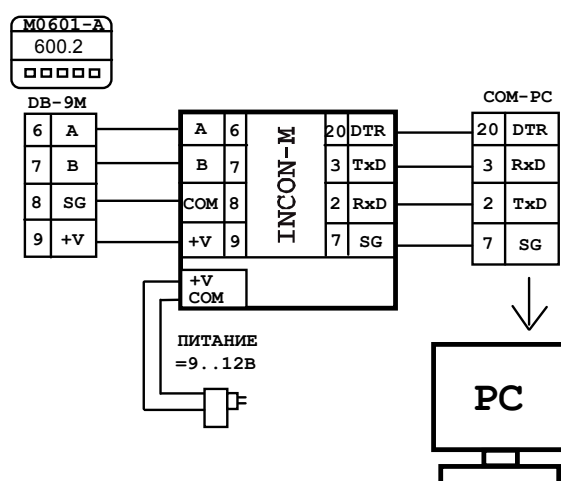 M0601-A
600.2
DB-9M
COM-PC
6 A
A 6
20 DTR
20 DTR
7 B
B 7
3 TxD
3 RxD
8 SG
COM 8
2 RxD
2 TxD
9 +V
+V 9
7 SG
7 SG
INCON-M
+V
COM
ПИТАНИЕ
=9..12В
PC